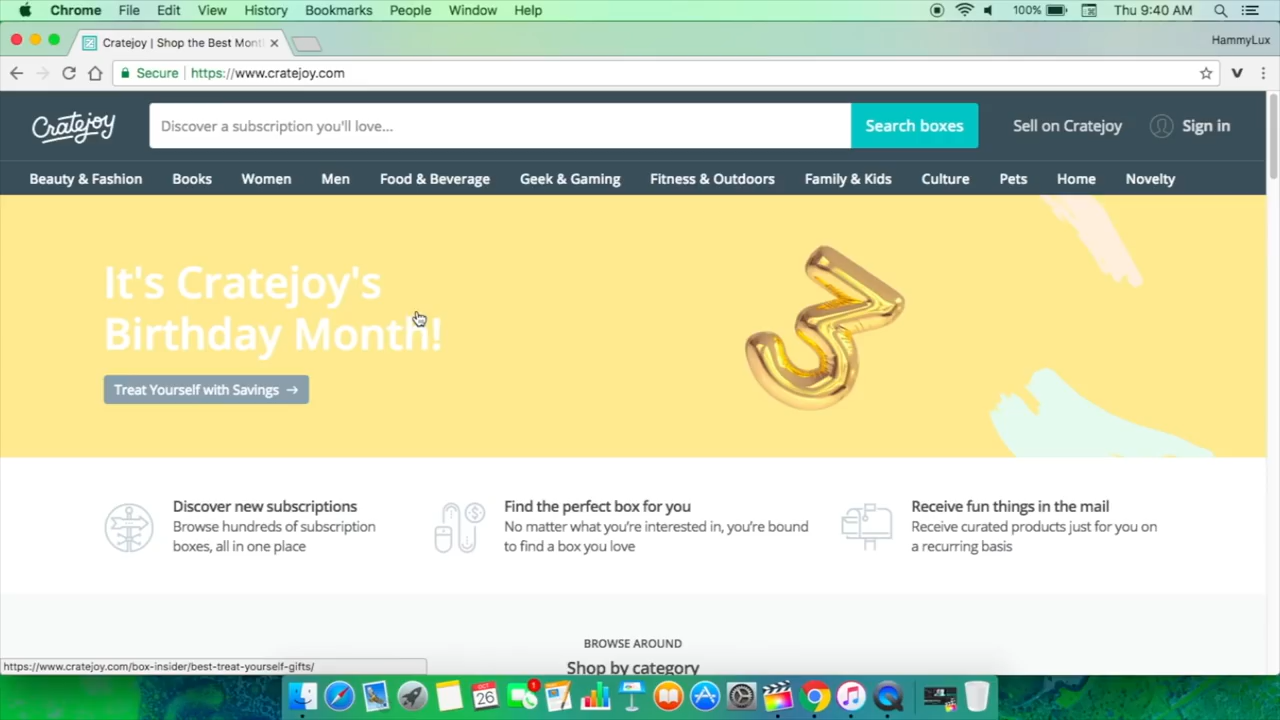 Chrome File Edit View History Bookmarks People Window Help 100% Thu 9:40 AM
Cratejoy | Shop the Best Mont HammyLux
Secure https://www.cratejoy.com
Cratejoy Discover a subscription you'll love... Search boxes Sell on Cratejoy Sign in
Beauty & Fashion Books Women Men Food & Beverage Geek & Gaming Fitness & Outdoors Family & Kids Culture Pets Home Novelty
It's Cratejoy's
Birthday Month!
3
Treat Yourself with Savings →
Discover new subscriptions
Browse hundreds of subscription
boxes, all in one place
Find the perfect box for you
No matter what you're interested in, you're bound
to find a box you love
Receive fun things in the mail
Receive curated products just for you on
a recurring basis
BROWSE AROUND
Shop by category
https://www.cratejoy.com/box-insider/best-treat-yourself-gifts/
OCT
26
1